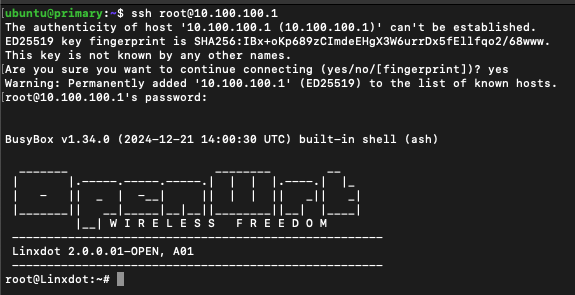 ubuntu@primary:~$ ssh root@10.100.100.1
The authenticity of host '10.100.100.1 (10.100.100.1)' can't be established.
ED25519 key fingerprint is SHA256:IBx+oKp689zCImdeEHgX3W6urrDx5fEllfqo2/68www.
This key is not known by any other names.
Are you sure you want to continue connecting (yes/no/[fingerprint])? yes
Warning: Permanently added '10.100.100.1' (ED25519) to the list of known hosts.
root@10.100.100.1's password:
BusyBox v1.34.0 (2024-12-21 14:00:30 UTC) built-in shell (ash)
OpenWrt
W I R E L E S S   F R E E D O M
Linxdot 2.0.0.01-OPEN, A01
root@Linxdot:~#